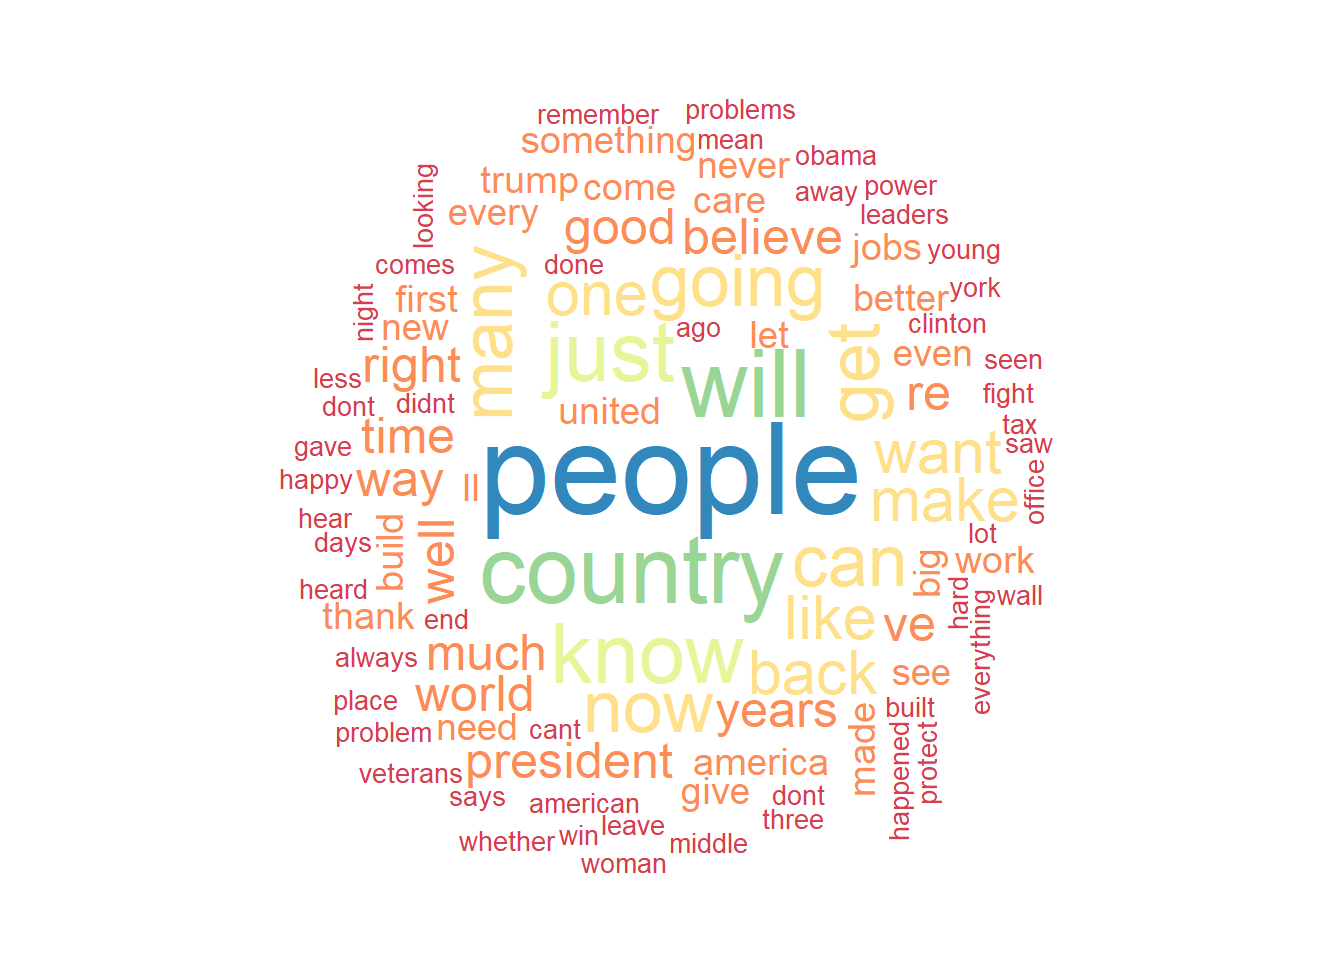 remember
problems
something
mean
obama
never
trump
come
away
power
looking
every
care
leaders
good
believe
jobs
young
comes
done
many
one
going
better
york
night
first
new
ago
let
clinton
just
will
get
even
seen
right
less
dont
didnt
united
re
fight
tax
gave
time
people
want
saw
happy
way
ll
make
office
hear
days
build
well
country
can
big
lot
work
heard
hard
wall
thank
end
like
ve
everything
always
much
know
back
see
place
world
now
years
made
built
problem
need
cant
happened
protect
veterans
president
america
says
american
give
dont
three
whether
win
leave
middle
woman